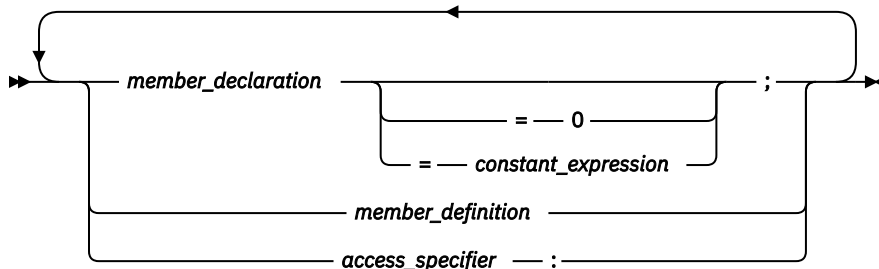 member_declaration ;
= 0
= constant_expression
member_definition
access_specifier :